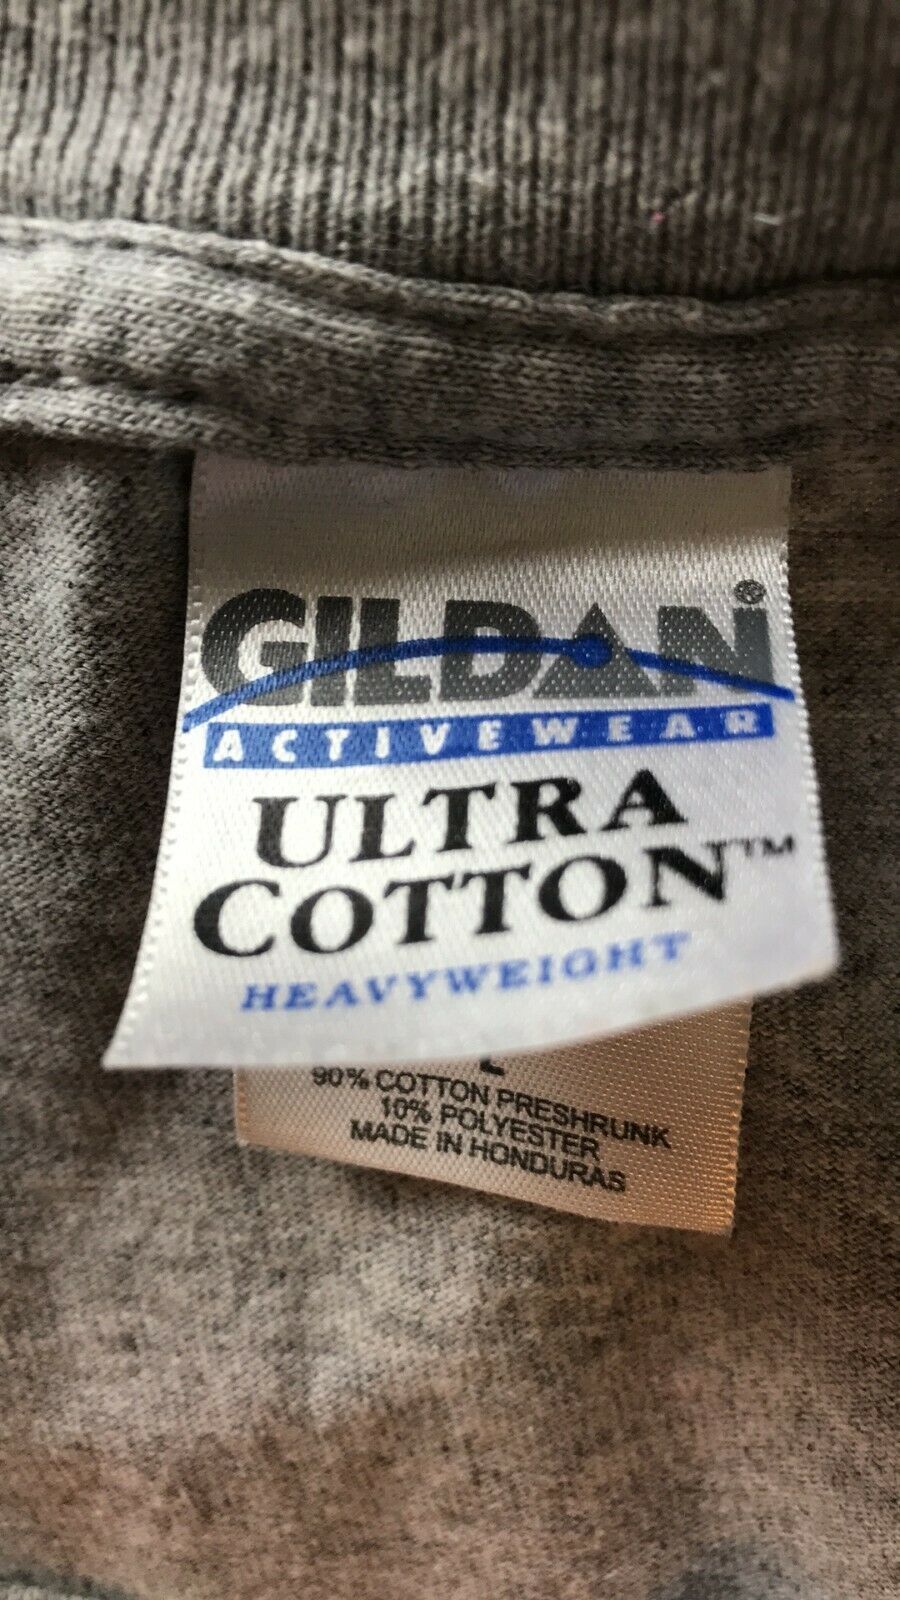 GILDAN®
ACTIVEWEAR
ULTRA
COTTON™
HEAVYWEIGHT
90% COTTON PRESHRUNK
10% POLYESTER
MADE IN HONDURAS